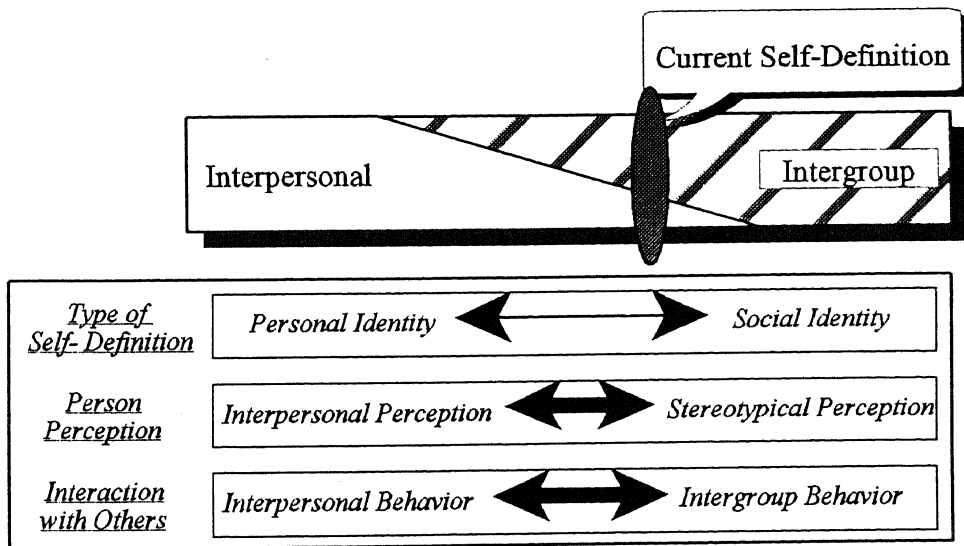 Current Self-Definition
Interpersonal
Intergroup
Type of
Self- Definition
Personal Identity
Social Identity
Person
Perception
Interpersonal Perception
Stereotypical Perception
Interaction
with Others
Interpersonal Behavior
Intergroup Behavior